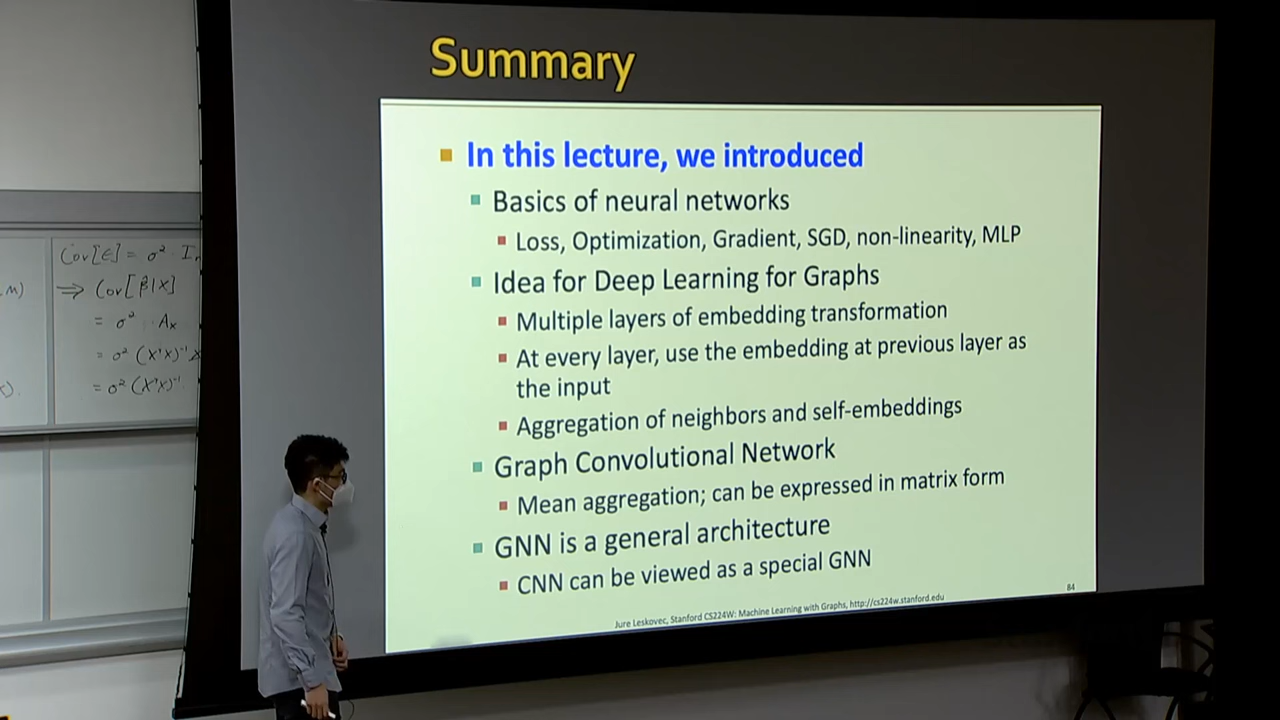 Summary
In this lecture, we introduced
Basics of neural networks
Loss, Optimization, Gradient, SGD, non-linearity, MLP
Idea for Deep Learning for Graphs
Multiple layers of embedding transformation
At every layer, use the embedding at previous layer as
the input
Aggregation of neighbors and self-embeddings
Graph Convolutional Network
Mean aggregation; can be expressed in matrix form
GNN is a general architecture
CNN can be viewed as a special GNN
84
Jure Leskovec, Stanford CS224W: Machine Learning with Graphs, http://cs224w.stanford.edu
Cov[ϵ] = σ² ·
⇒ Cov[β̂|X]
= σ² · Aₓ
= σ² (X'X)⁻¹
= σ² (X'X)⁻¹.